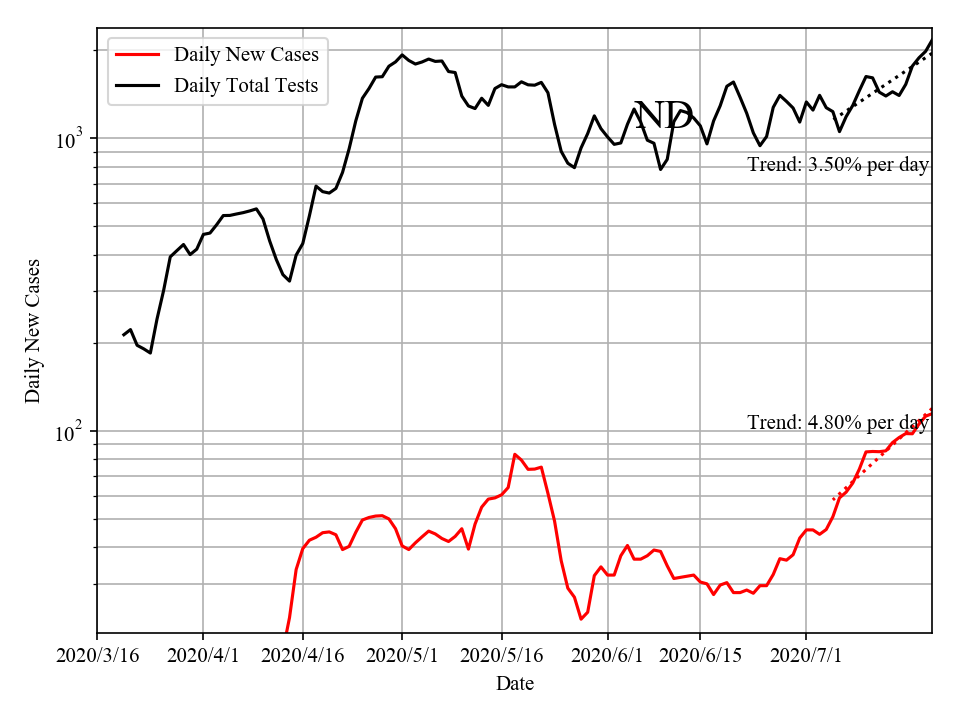 Daily New Cases
Daily Total Tests
ND
10^3
Trend: 3.50% per day
Daily New Cases
10^2
Trend: 4.80% per day
2020/3/16 2020/4/1 2020/4/16 2020/5/1 2020/5/16 2020/6/1 2020/6/15 2020/7/1
Date